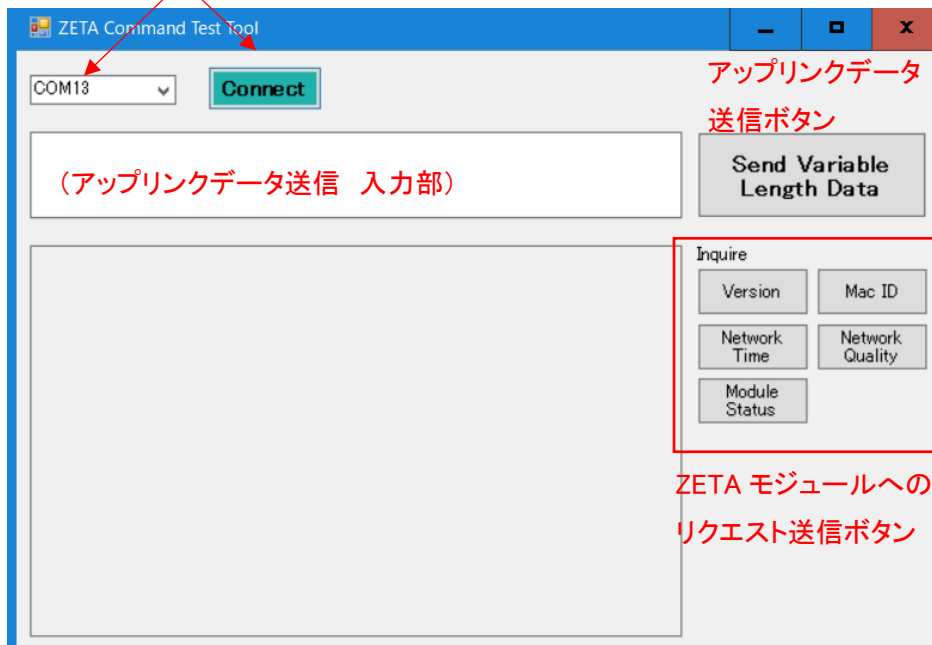 ZETA Command Test Tool
COM13
Connect
アップリンクデータ
送信ボタン
（アップリンクデータ送信　入力部）
Send Variable
Length Data
Inquire
Version
Mac ID
Network
Time
Network
Quality
Module
Status
ZETA モジュールへの
リクエスト送信ボタン